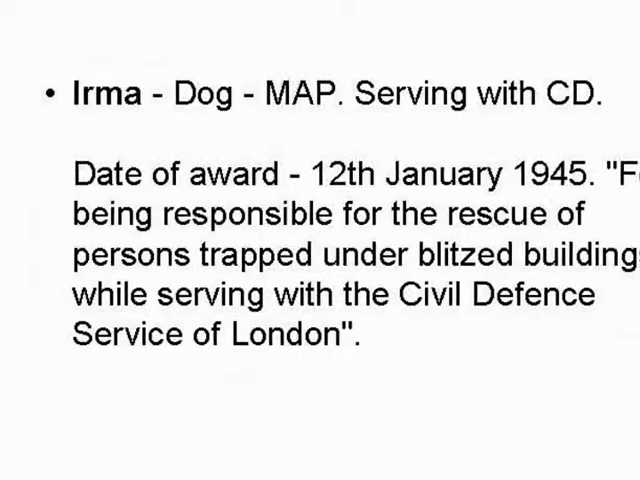 • Irma - Dog - MAP. Serving with CD.
Date of award - 12th January 1945. "F
being responsible for the rescue of
persons trapped under blitzed building
while serving with the Civil Defence
Service of London".